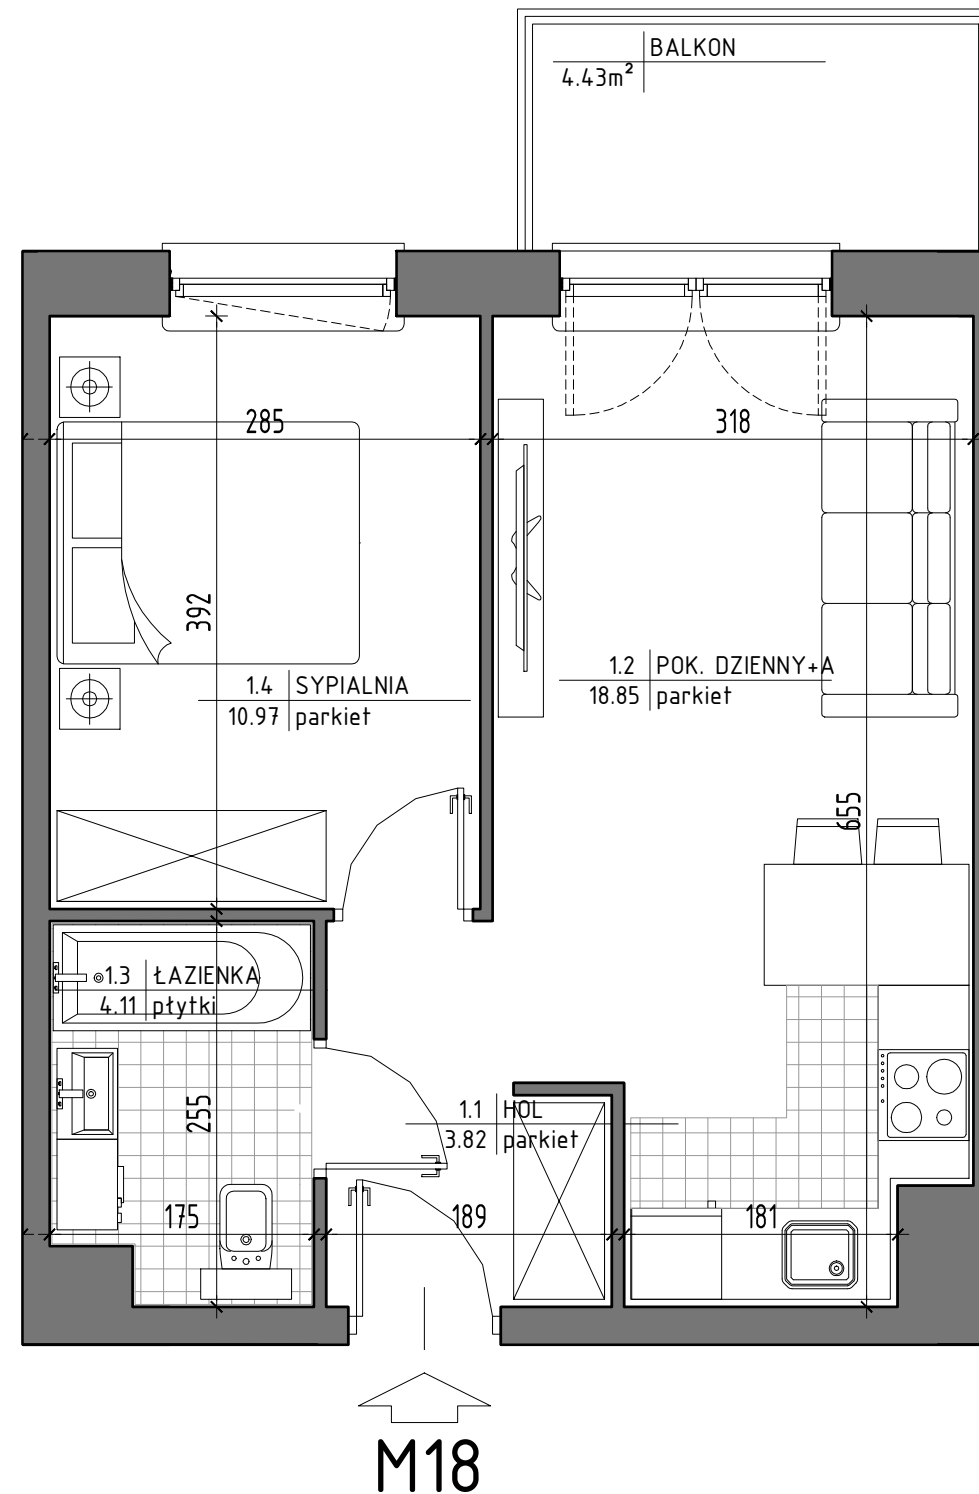 BALKON
4.43m²
285
318
392
1.2 POK. DZIENNY+A
18.85 parkiet
1.4 SYPIALNIA
10.97 parkiet
655
1.3 ŁAZIENKA
4.11 płytki
255
1.1 HOL
3.82 parkiet
175
189
181
M18